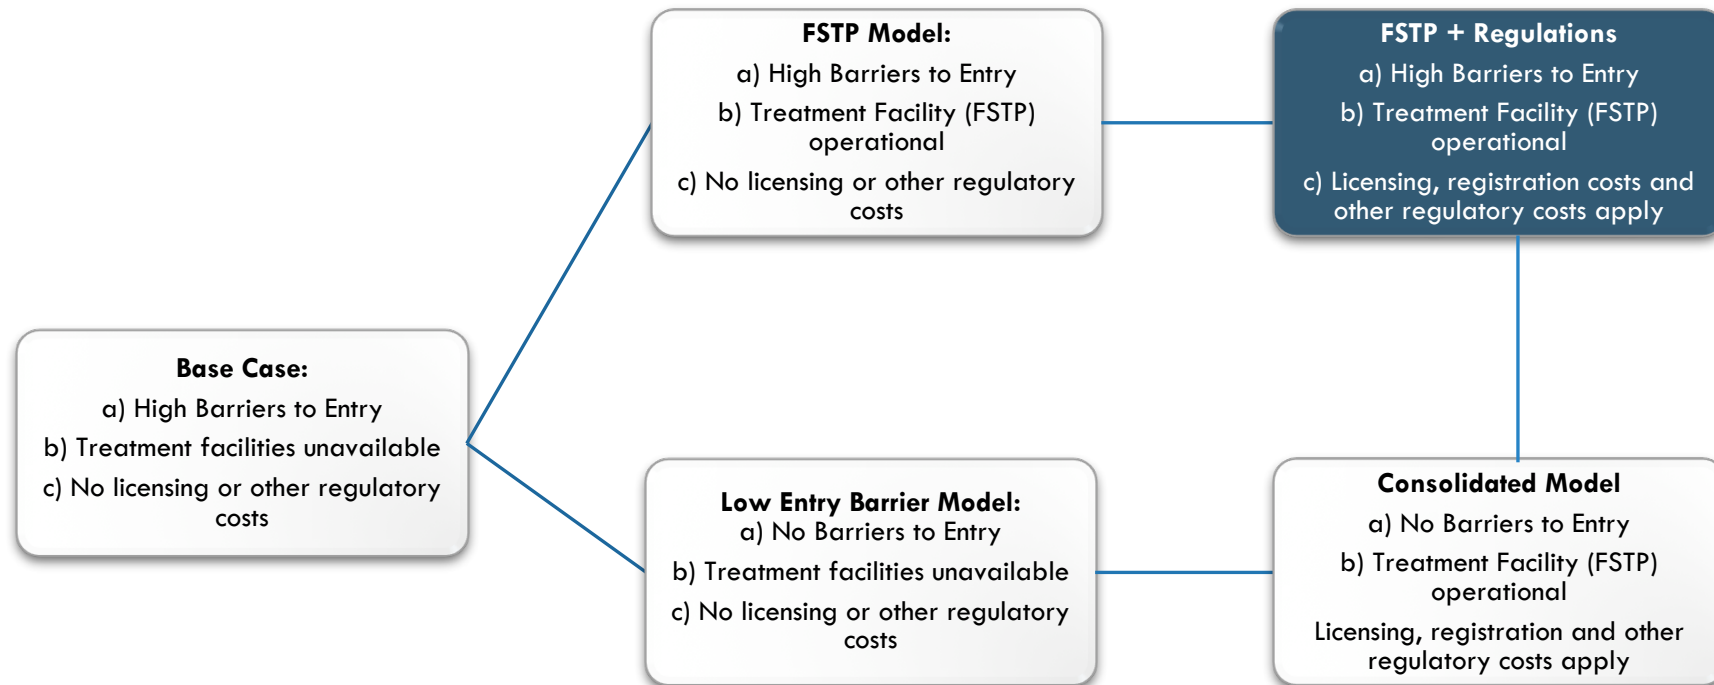 FSTP Model:
a) High Barriers to Entry
b) Treatment Facility (FSTP)
operational
c) No licensing or other regulatory
costs
FSTP + Regulations
a) High Barriers to Entry
b) Treatment Facility (FSTP)
operational
c) Licensing, registration costs and
other regulatory costs apply
Base Case:
a) High Barriers to Entry
b) Treatment facilities unavailable
c) No licensing or other regulatory
costs
Low Entry Barrier Model:
a) No Barriers to Entry
b) Treatment facilities unavailable
c) No licensing or other regulatory
costs
Consolidated Model
a) No Barriers to Entry
b) Treatment Facility (FSTP)
operational
Licensing, registration and other
regulatory costs apply